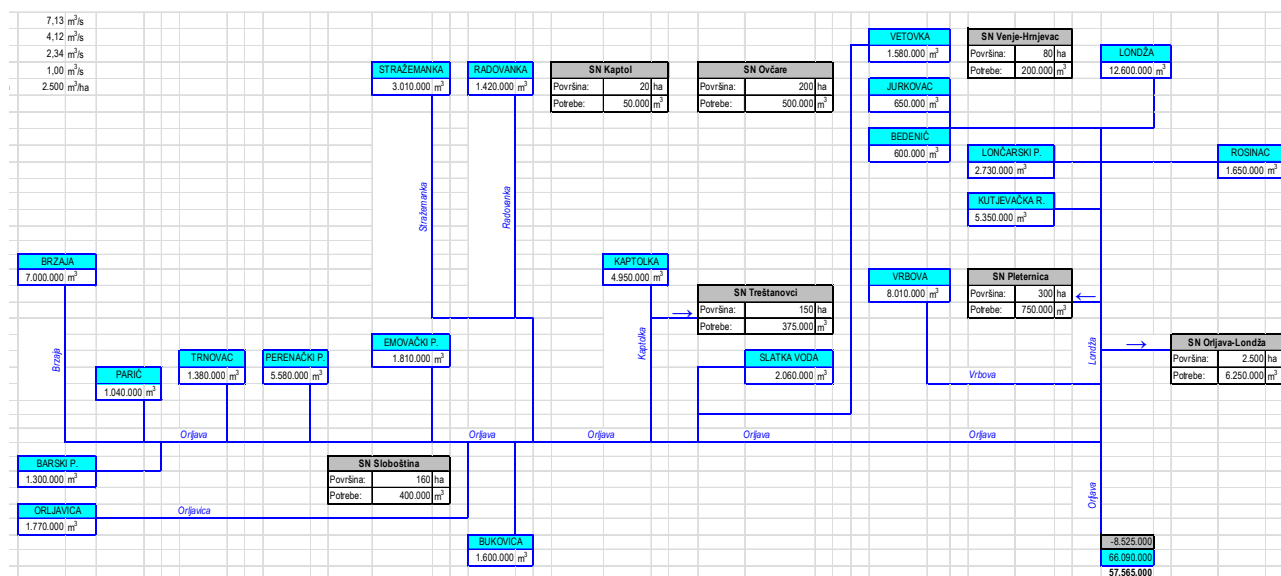 7,13 m³/s
4,12 m³/s
2,34 m³/s
1,00 m³/s
2.500 m³/ha
STRAŽEMANKA
3.010.000 m³
RADOVANKA
1.420.000 m³
SN Kaptol
Površina: 20 ha
Potrebe: 50.000 m³
SN Ovčare
Površina: 200 ha
Potrebe: 500.000 m³
VETOVKA
1.580.000 m³
SN Venje-Hrnjevac
Površina: 80 ha
Potrebe: 200.000 m³
LONDŽA
12.600.000 m³
JURKOVAC
650.000 m³
BEDENIĆ
600.000 m³
LONČARSKI P.
2.730.000 m³
ROSINAC
1.650.000 m³
KUTJEVAČKA R.
5.350.000 m³
Stražemanka
Radovanka
BRZAJA
7.000.000 m³
KAPTOLKA
4.950.000 m³
VRBOVA
8.010.000 m³
SN Pleternica
Površina: 300 ha
Potrebe: 750.000 m³
SN Treštanovci
Površina: 150 ha
Potrebe: 375.000 m³
Brzaja
Kaptolka
Londža
EMOVAČKI P.
1.810.000 m³
SN Orljava-Londža
Površina: 2.500 ha
Potrebe: 6.250.000 m³
TRNOVAC
1.380.000 m³
PERENAČKI P.
5.580.000 m³
SLATKA VODA
2.060.000 m³
PARIĆ
1.040.000 m³
Vrbova
Orljava
Orljava
Orljava
Orljava
Orljava
BARSKI P.
1.300.000 m³
SN Sloboština
Površina: 160 ha
Potrebe: 400.000 m³
ORLJAVICA
1.770.000 m³
Orljavica
Orljava
BUKOVICA
1.600.000 m³
-8.525.000
66.090.000
57.565.000